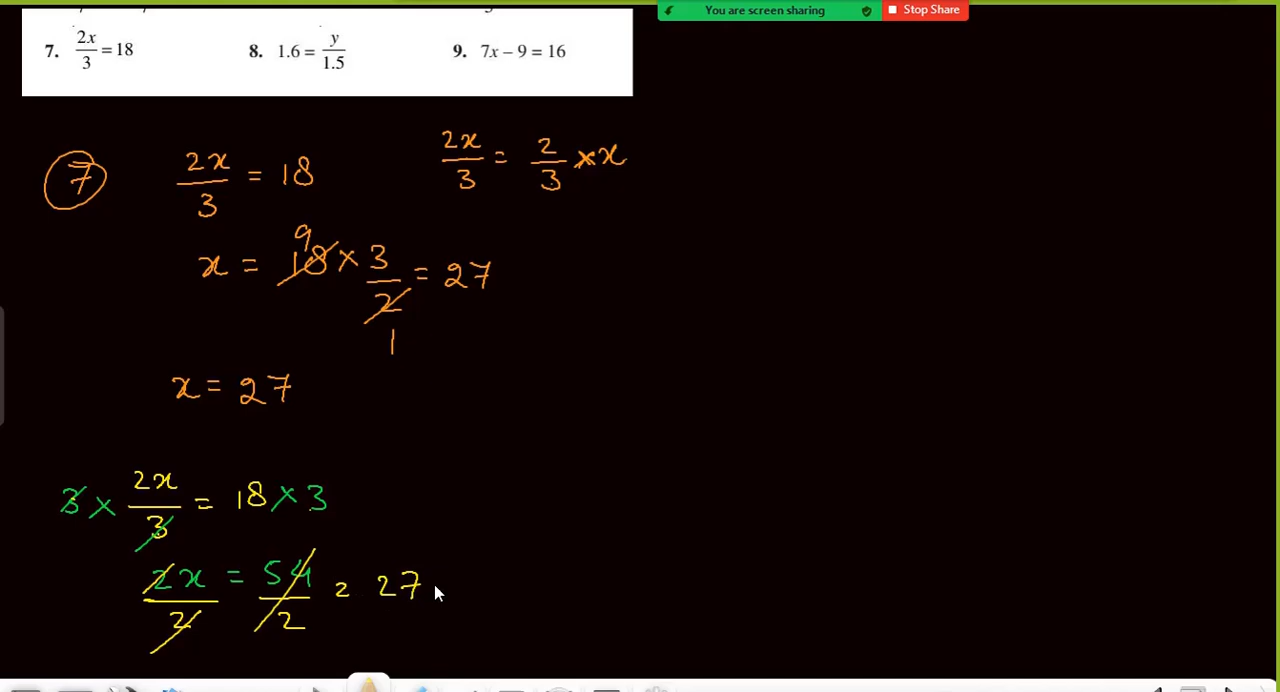 You are screen sharing Stop Share
7. 2x/3 = 18 8. 1.6 = y/1.5 9. 7x – 9 = 16
7 2x/3 = 18 2x/3 = 2/3 × x
9
x = 18 × 3/2 = 27
1
x = 27
3 × 2x/3 = 18 × 3
2x/2 = 54/2 = 27